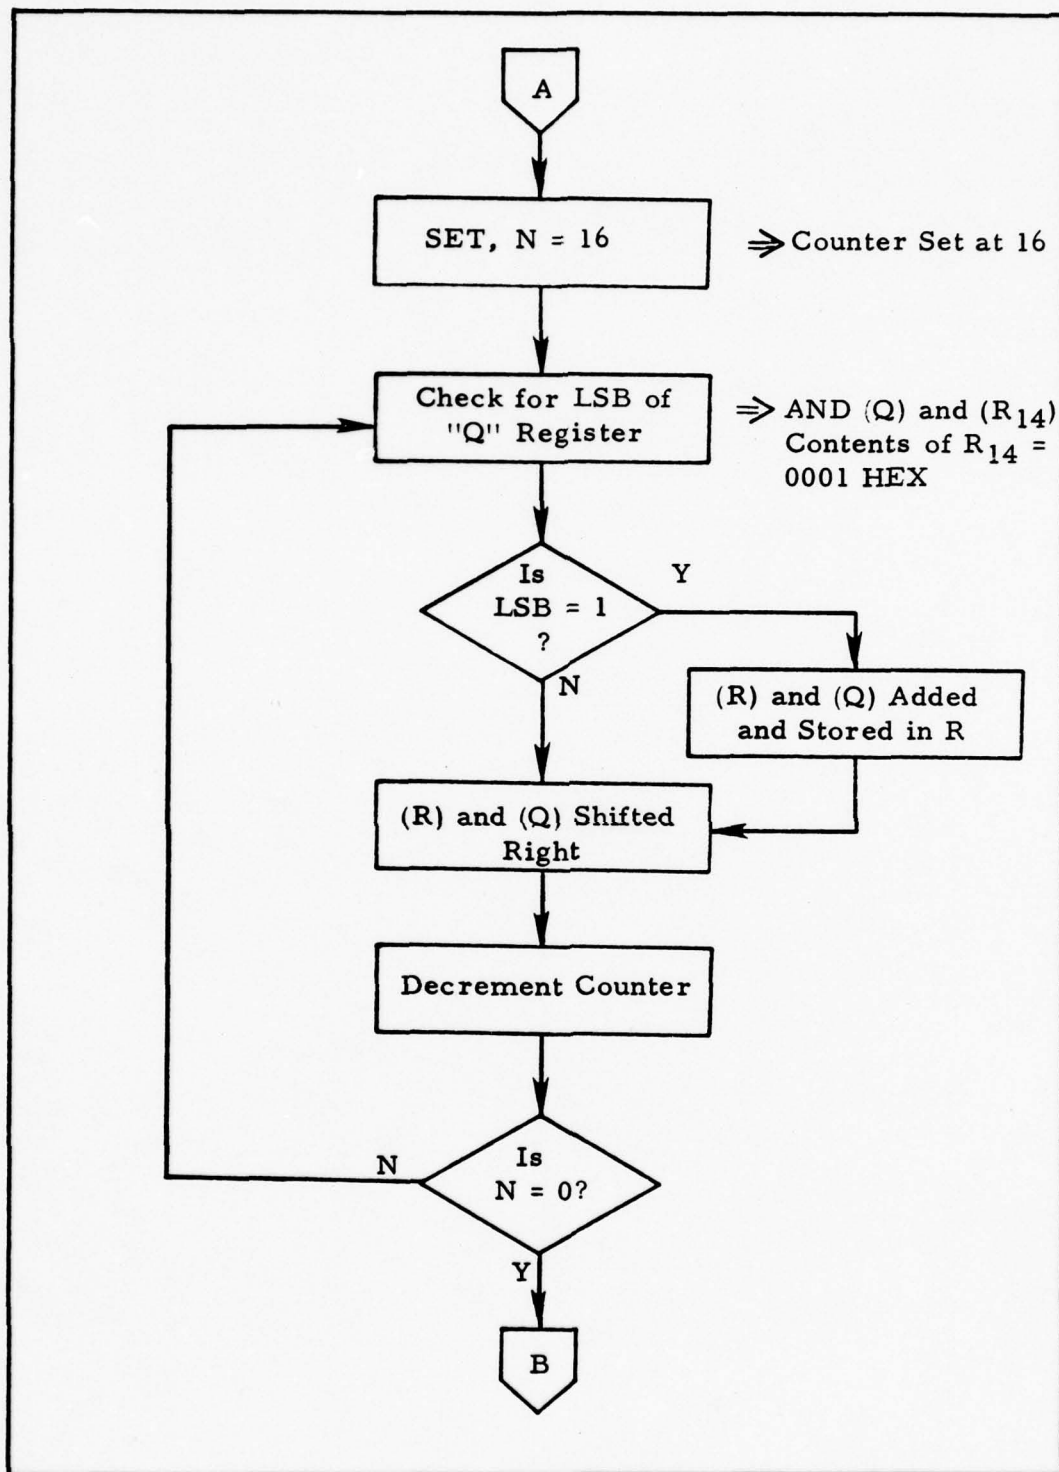 A
SET, N = 16
⇒ Counter Set at 16
Check for LSB of
"Q" Register
⇒ AND (Q) and (R14)
Contents of R14 =
0001 HEX
Is
LSB = 1
?
Y
N
(R) and (Q) Added
and Stored in R
(R) and (Q) Shifted
Right
Decrement Counter
Is
N = 0?
N
Y
B